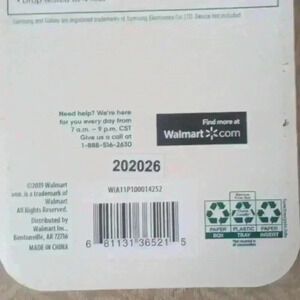 Samsung and Galaxy are registered trademarks of Samsung Electronics Co., LTD. Device not included.
Need help? We're here
for you every day from
7 a.m. – 9 p.m. CST
Give us a call at
1-888-516-2630
Find more at
Walmart.com
202026
©2019 Walmart
is a trademark of
Walmart
All Rights Reserved.
Distributed by
Walmart Inc.,
Bentonville, AR 72716
MADE IN CHINA
WIA11P100014252
6 81131 36521 5
PAPER
BOX
PLASTIC
TRAY
PAPER
INSERT